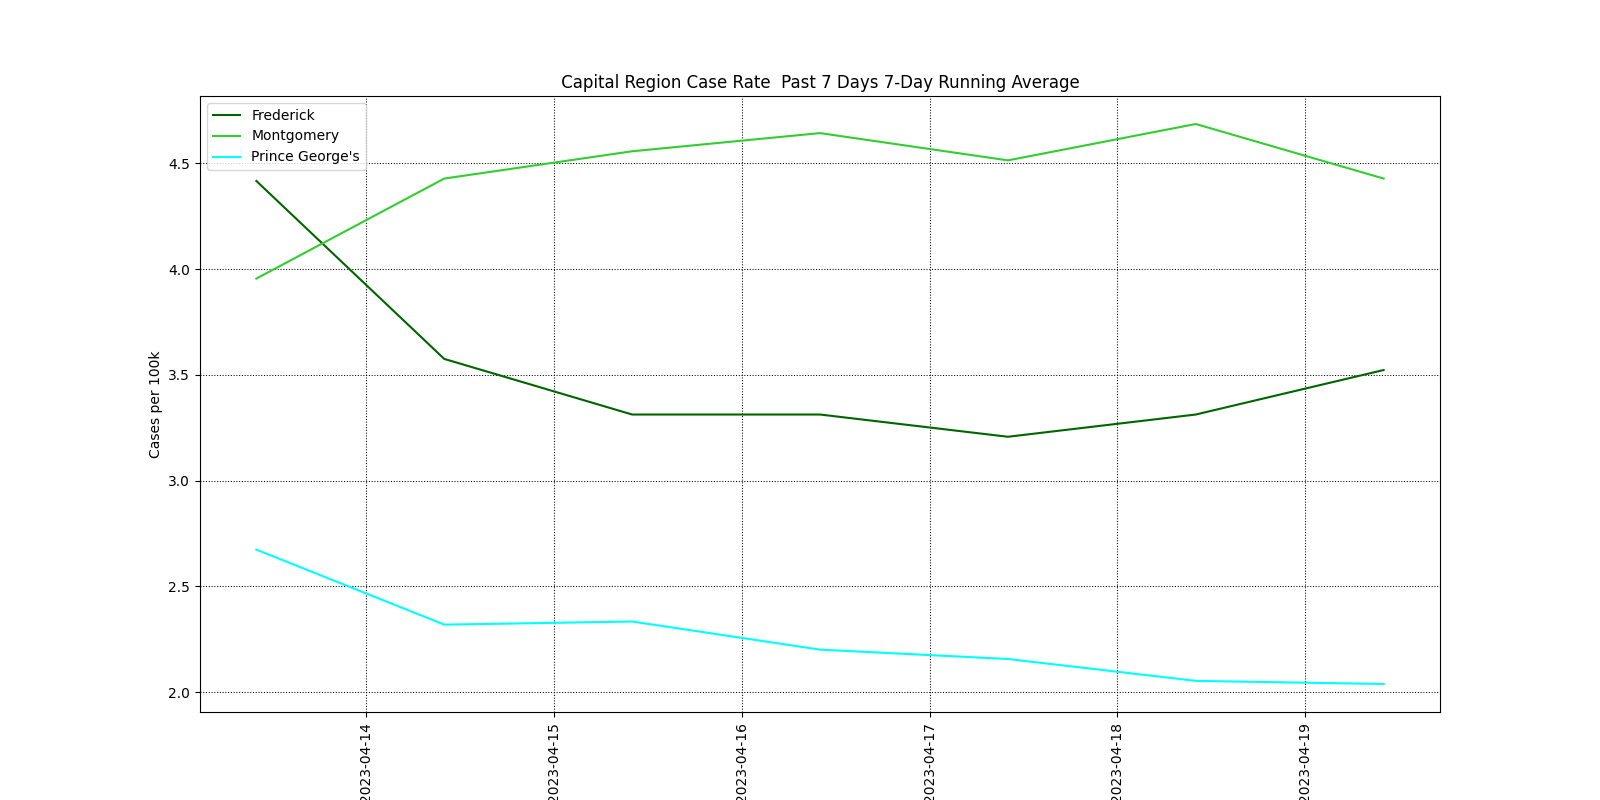 Capital Region Case Rate  Past 7 Days 7-Day Running Average
Frederick
Montgomery
Prince George's
4.5
4.0
3.5
3.0
2.5
2.0
Cases per 100k
2023-04-14
2023-04-15
2023-04-16
2023-04-17
2023-04-18
2023-04-19